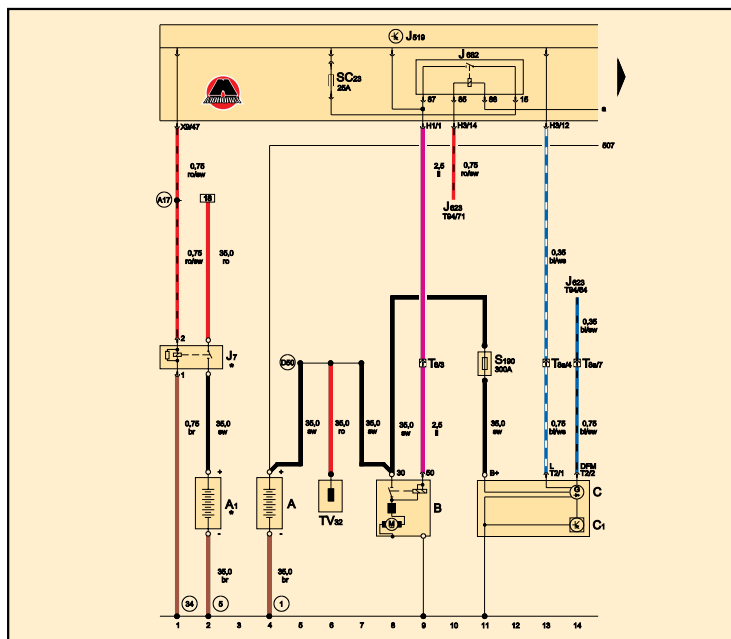 J519
J682
SC23
25A
87 85 86 15
a
X9/47 H1/1 H3/14 H3/12
507
0,75
ro/sw
2,5
li
0,75
ro/sw
A17
18
J623
T94/71
0,75
ro/sw
35,0
ro
0,35
bl/ws
J623
T94/64
0,35
bl/sw
2
J7
*
1
D50
T6/3
S190
300A
T8a/4
T8a/7
0,75
br
35,0
sw
35,0
sw
35,0
ro
35,0
sw
35,0
sw
2,5
li
35,0
sw
0,75
bl/ws
0,75
bl/sw
+
+
30
50
B+
L
T2/1
DFM
T2/2
A1
*
A
TV32
M
B
C
C1
-
-
35,0
br
35,0
br
34 5 1
1 2 3 4 5 6 7 8 9 10 11 12 13 14